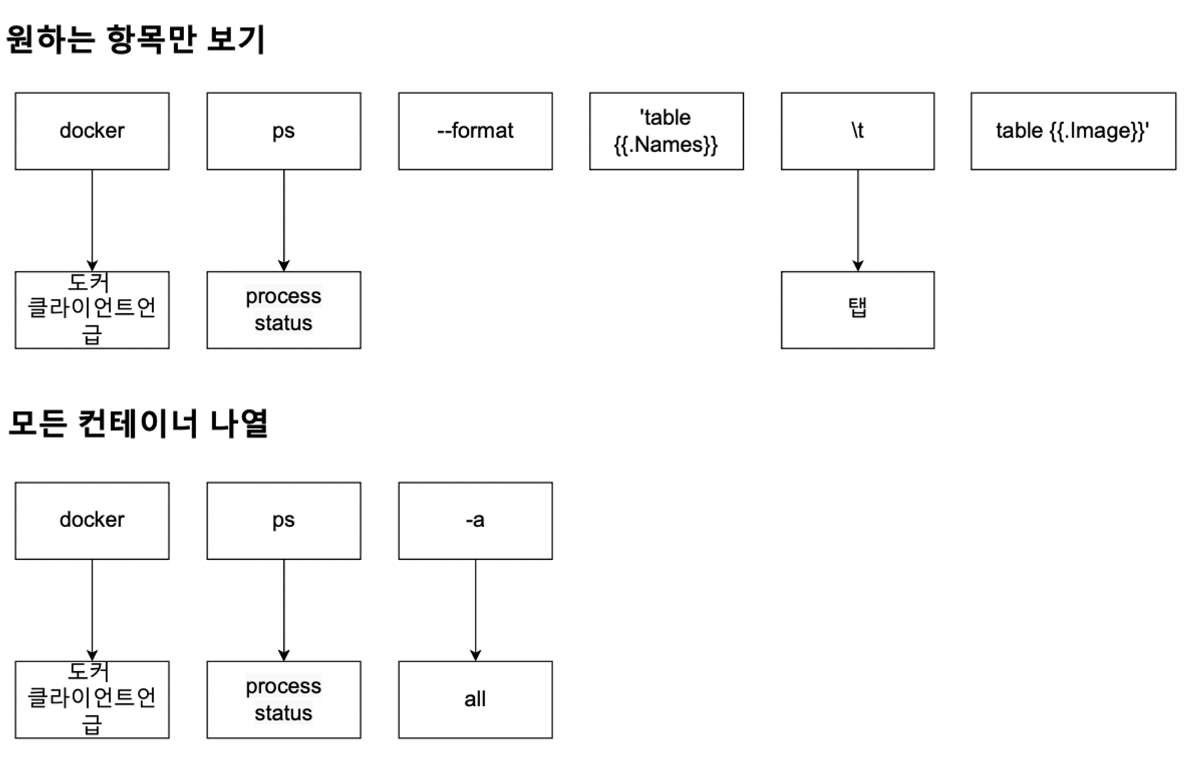 원하는 항목만 보기
docker
ps
--format
'table
{{.Names}}
\t
table {{.Image}}'
도커
클라이언트언
급
process
status
탭
모든 컨테이너 나열
docker
ps
-a
도커
클라이언트언
급
process
status
all